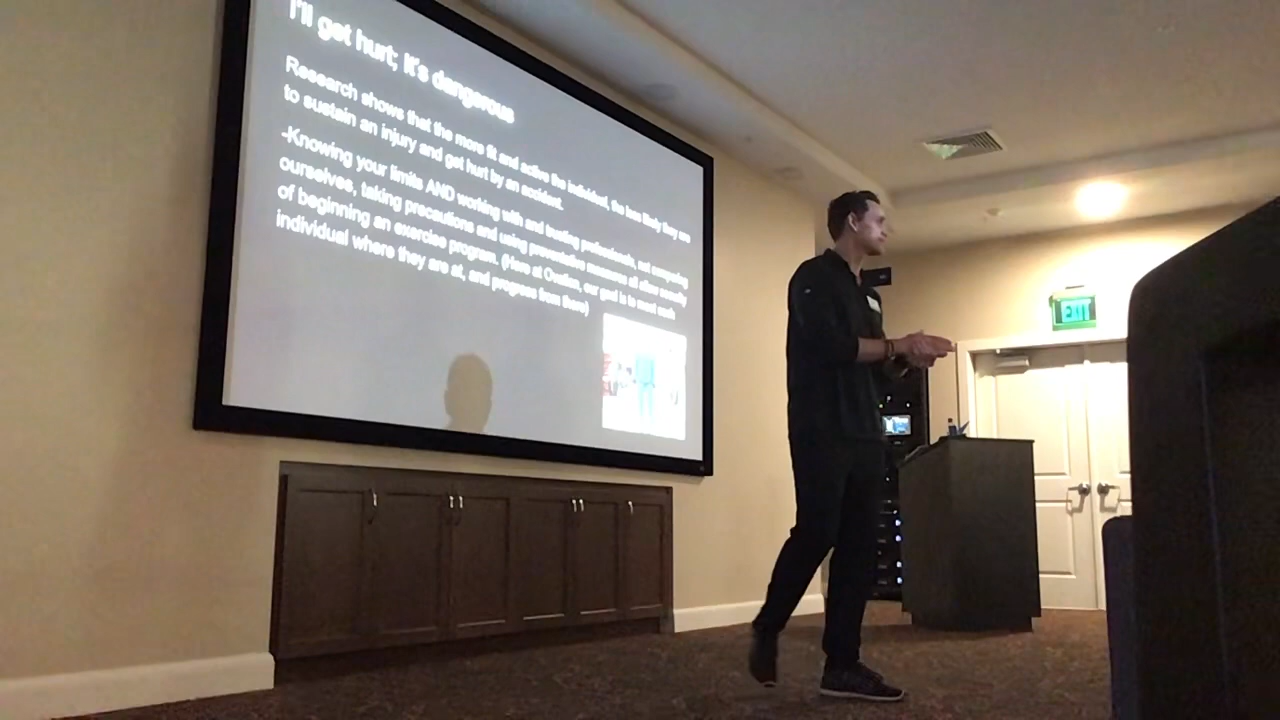 I'll get hurt; it's dangerous
Research shows that the more fit and active the individual, the less likely they are
to sustain an injury and get hurt by an accident.
-Knowing your limits AND working with and trusting professionals, not comparing
ourselves, taking precautions and using preventative measures all allow
of beginning an exercise program. (Here at our goal is to meet each
individual where they are at, and progress from there)
EXIT